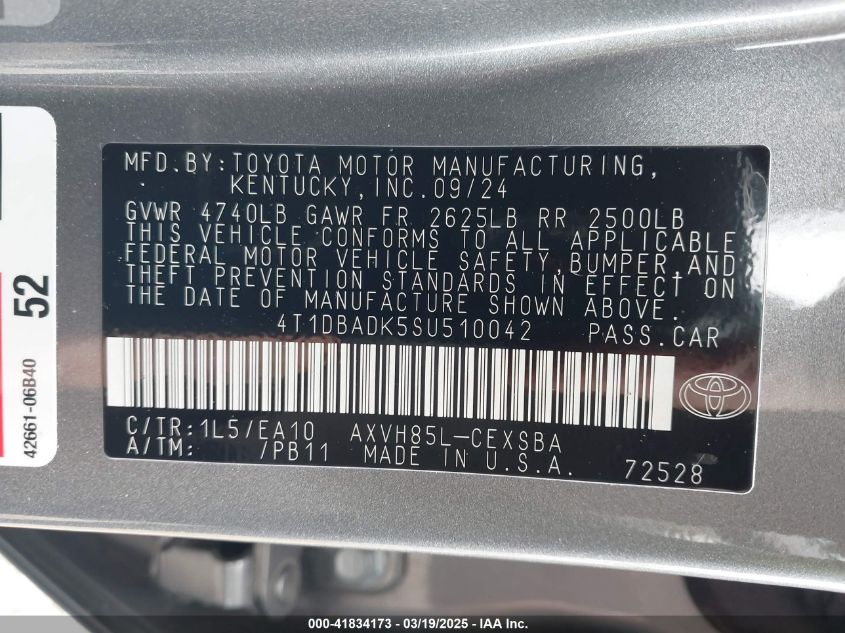 MFD.BY:TOYOTA MOTOR MANUFACTURING,
KENTUCKY,INC.09/24
GVWR 4740LB GAWR FR 2625LB RR 2500LB
THIS VEHICLE CONFORMS TO ALL APPLICABLE
FEDERAL MOTOR VEHICLE SAFETY,BUMPER,AND
THEFT PREVENTION STANDARDS IN EFFECT ON
THE DATE OF MANUFACTURE SHOWN ABOVE.
4T1DBADK5SU510042 PASS.CAR
C/TR:1L5/EA10 AXVH85L-CEXSBA
A/TM: /PB11 MADE IN U.S.A. 72528
52
42661-06B40
000-41834173 - 03/19/2025 - IAA Inc.